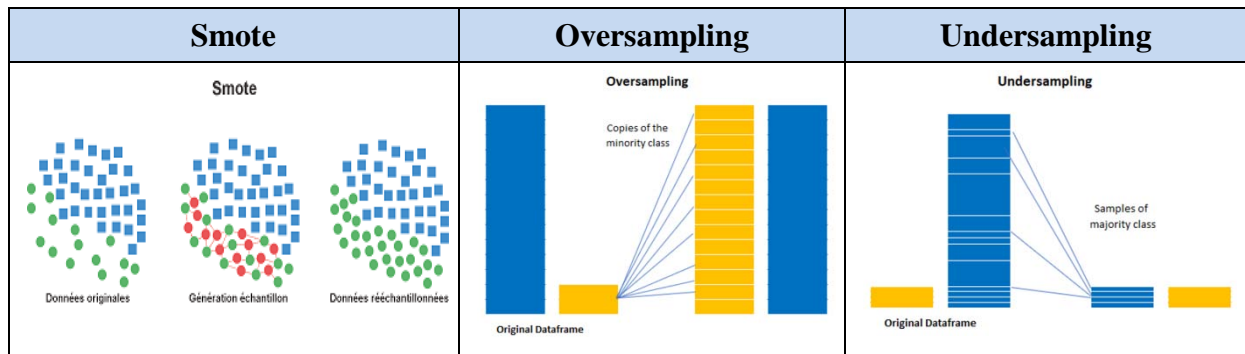 Smote
Oversampling
Undersampling
Smote
Données originales
Génération échantillon
Données rééchantillonnées
Oversampling
Copies of the
minority class
Original Dataframe
Undersampling
Samples of
majority class
Original Dataframe